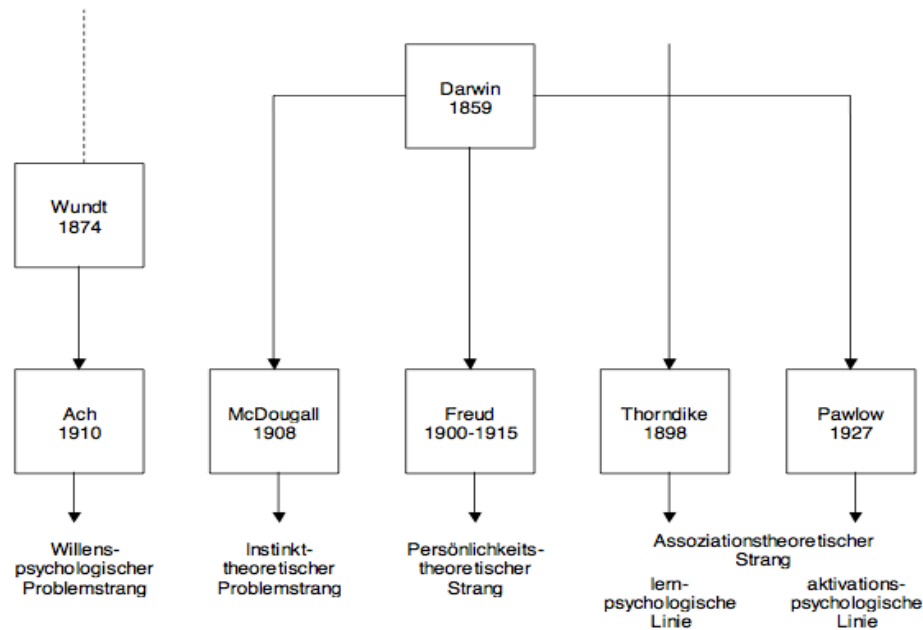 Darwin
1859
Wundt
1874
Ach
1910
McDougall
1908
Freud
1900-1915
Thorndike
1898
Pawlow
1927
Willens-
psychologischer
Problemstrang
Instinkt-
theoretischer
Problemstrang
Persönlichkeits-
theoretischer
Strang
Assoziationstheoretischer
Strang
lern-
psychologische
Linie
aktivations-
psychologische
Linie